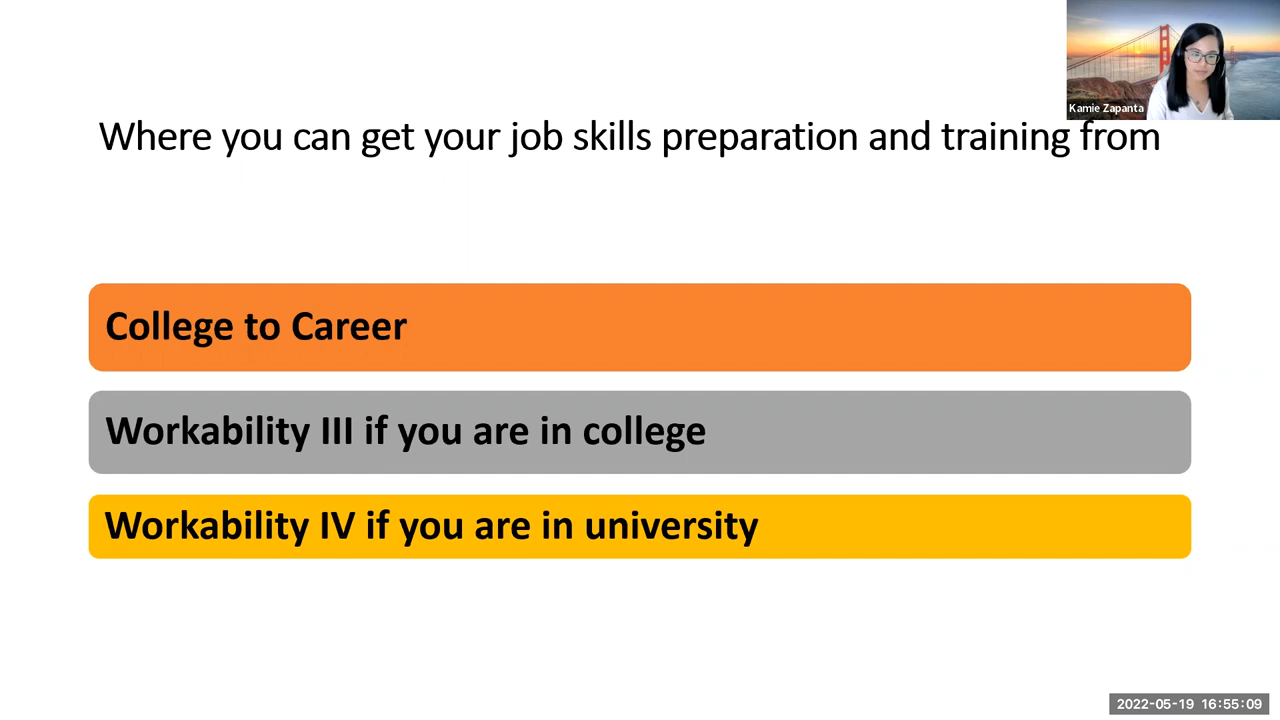 Kamie Zapanta
Where you can get your job skills preparation and training from
College to Career
Workability III if you are in college
Workability IV if you are in university
2022-05-19 16:55:09